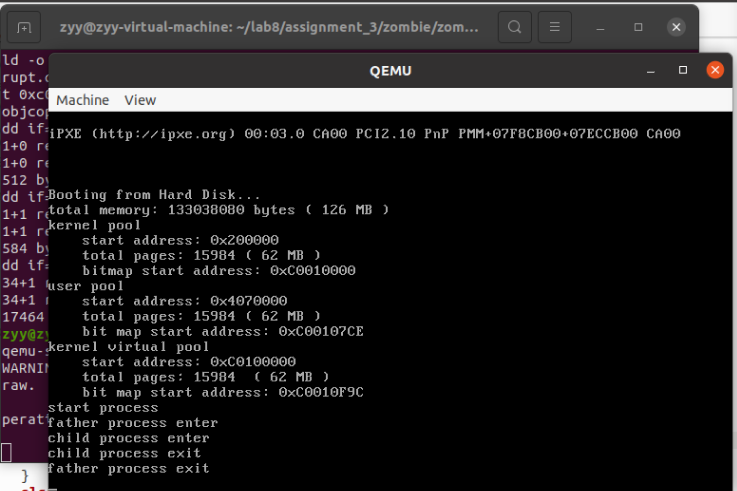 zyy@zyy-virtual-machine: ~/lab8/assignment_3/zombie/zom...
ld -o
rupt.
t 0xc
objcop
dd if=
1+0 re
1+0 re
512 by
dd if=
1+1 re
1+1 re
584 by
dd if=
34+1
34+1
17464
zyy@zy
qemu-s
WARNIN
raw.
perat
}
QEMU
Machine View
iPXE (http://ipxe.org) 00:03.0 CA00 PCI2.10 PnP PMM+07F8CB00+07ECCB00 CA00
Booting from Hard Disk...
total memory: 133038080 bytes ( 126 MB )
kernel pool
    start address: 0x200000
    total pages: 15984 ( 62 MB )
    bitmap start address: 0xC0010000
user pool
    start address: 0x4070000
    total pages: 15984 ( 62 MB )
    bit map start address: 0xC00107CE
kernel virtual pool
    start address: 0xC0100000
    total pages: 15984  ( 62 MB )
    bit map start address: 0xC0010F9C
start process
father process enter
child process enter
child process exit
father process exit